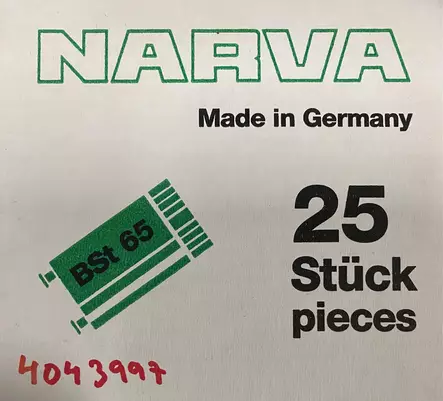 NARVA
Made in Germany
BSt 65
25
Stück
pieces
4043997